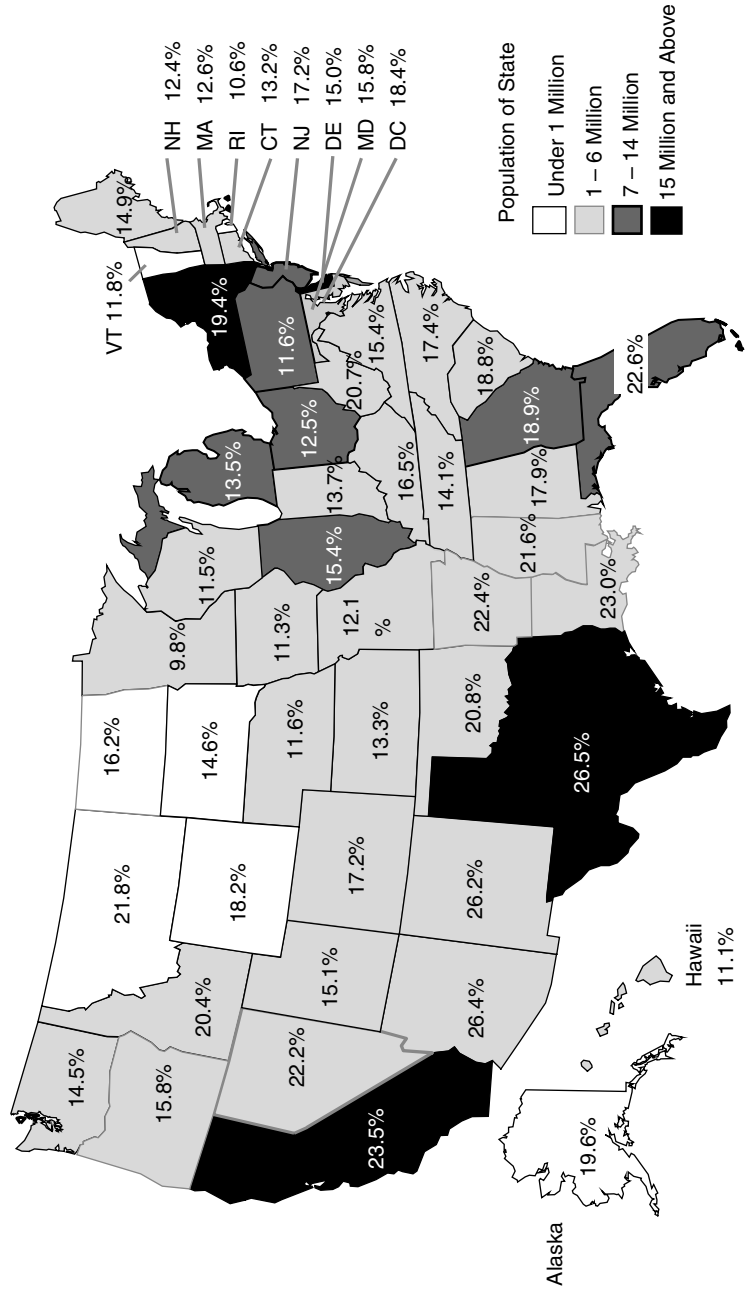 14.5%
15.8%
20.4%
21.8%
16.2%
14.6%
18.2%
22.2%
15.1%
17.2%
23.5%
26.4%
26.2%
26.5%
20.8%
13.3%
11.6%
9.8%
11.3%
12.1
%
22.4%
23.0%
11.5%
15.4%
13.5%
13.7%
12.5%
16.5%
14.1%
21.6%
17.9%
18.9%
22.6%
18.8%
17.4%
15.4%
20.7%
11.6%
19.4%
VT 11.8%
14.9%
NH 12.4%
MA 12.6%
RI 10.6%
CT 13.2%
NJ 17.2%
DE 15.0%
MD 15.8%
DC 18.4%
Alaska
19.6%
Hawaii
11.1%
Population of State
Under 1 Million
1 – 6 Million
7 – 14 Million
15 Million and Above